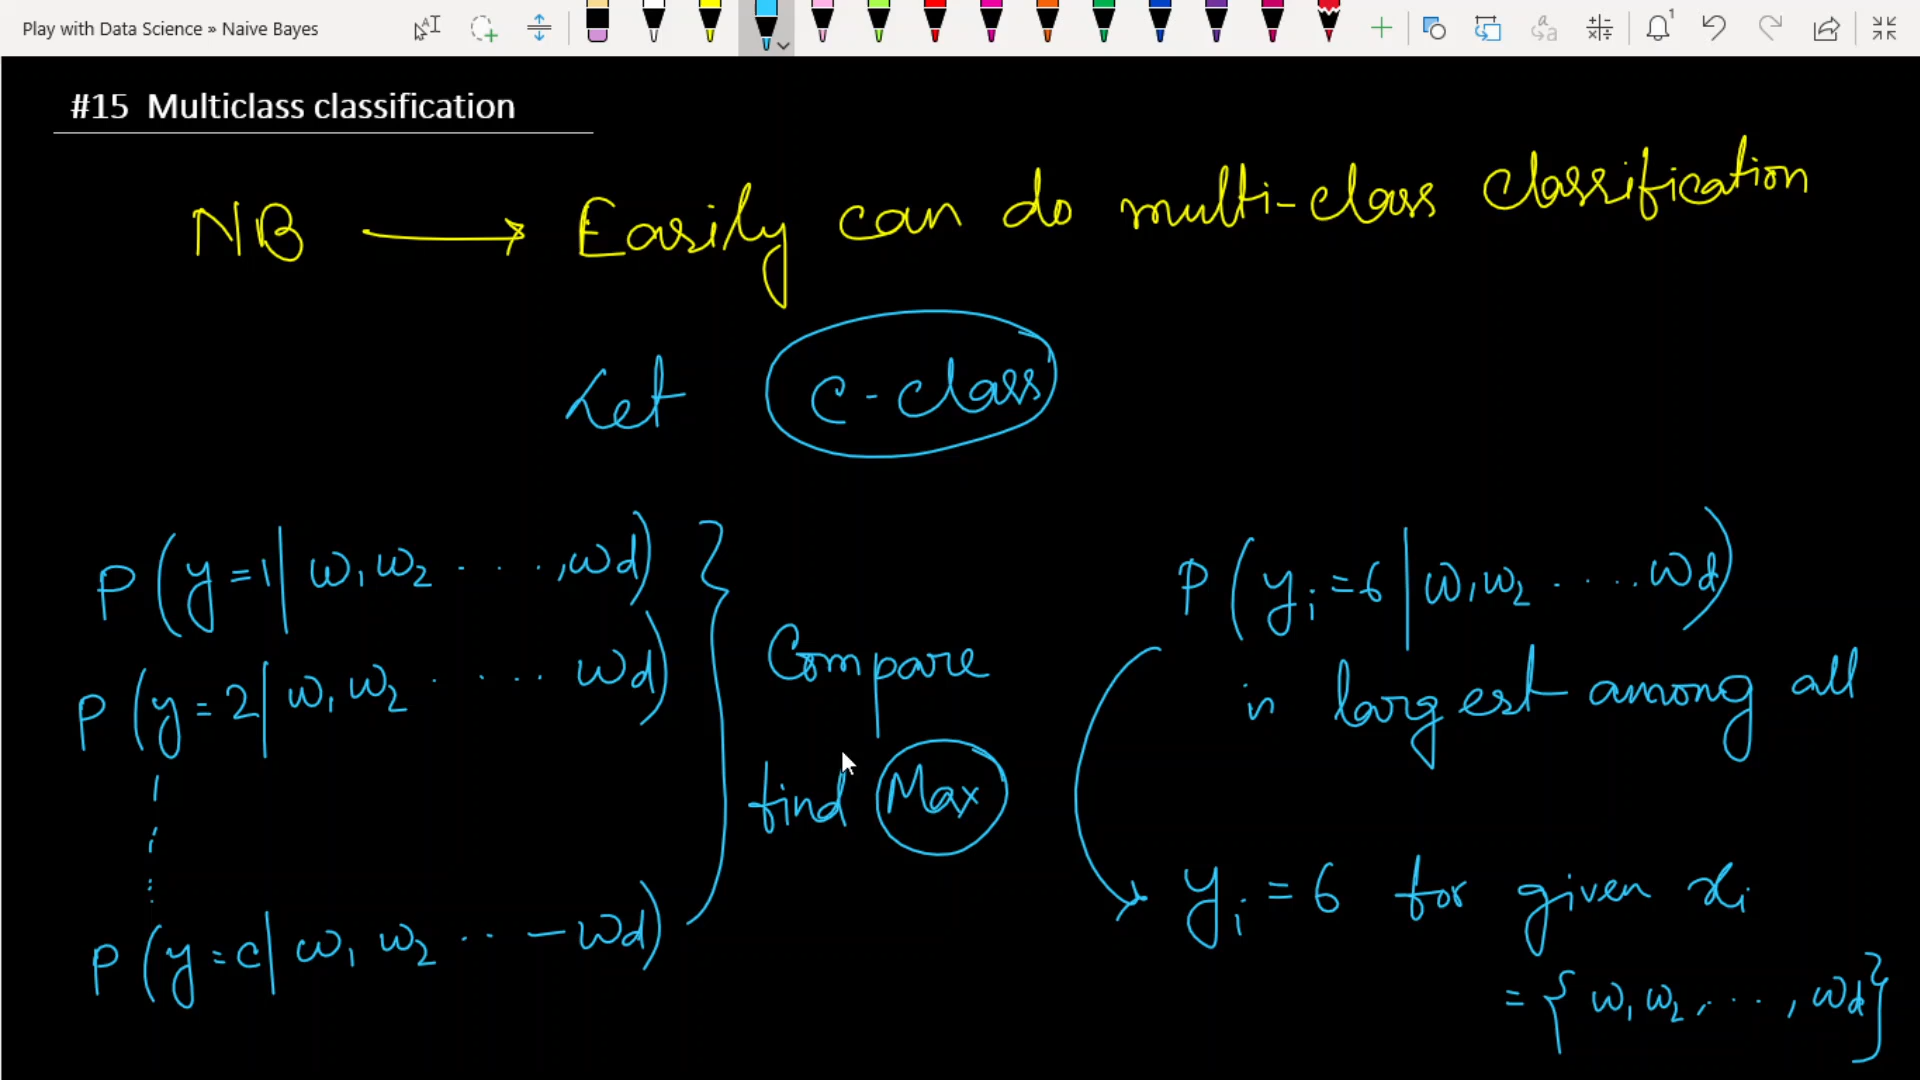 Play with Data Science » Naive Bayes
#15 Multiclass classification
NB → Easily can do multi-class classification
Let c-class
P(y=1|w1 w2 ....,wd)
P(y=2|w1 w2 ..... wd)
P(y=c|w1 w2 .. -wd)
Compare
find Max
P(yi=6|w1 w2 ..... wd)
is largest among all
yi = 6 for given xi
= {w1 w2, ..., wd}